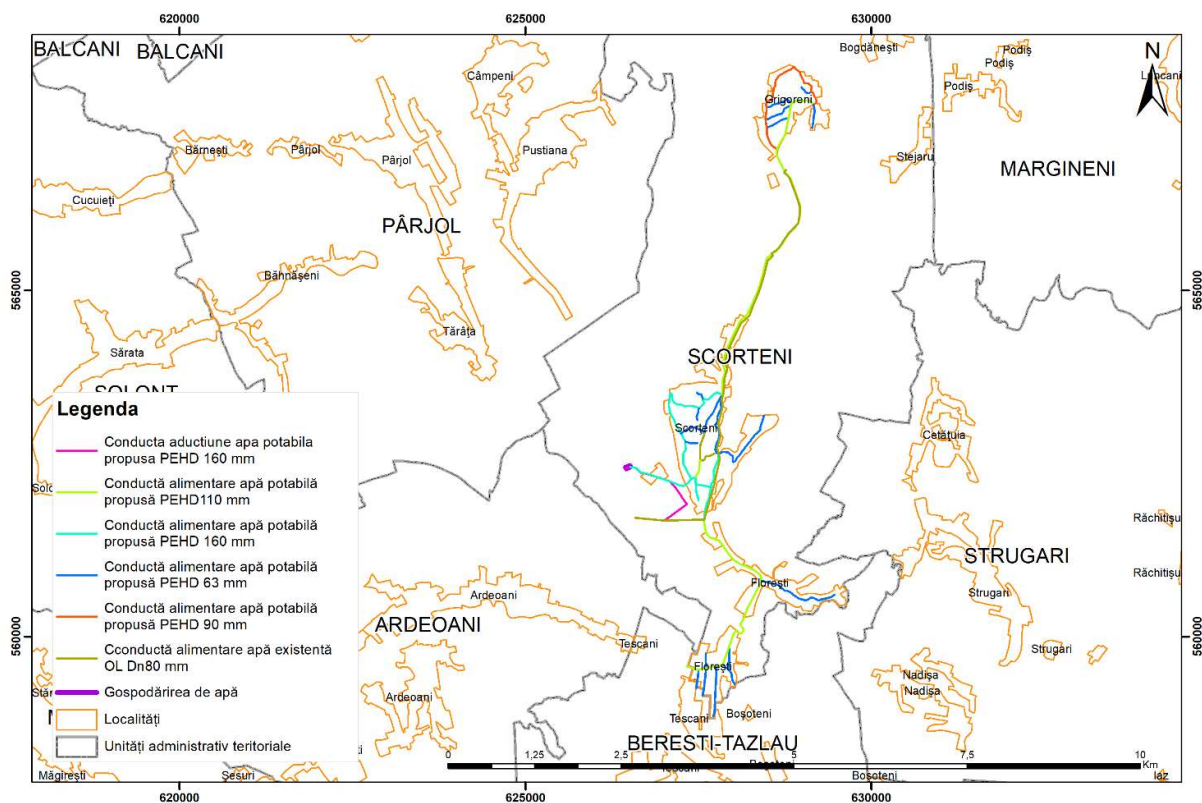 620000 625000 630000
BALCANI BALCANI
Câmpeni
Bogdănești
Podiș
Podiș
Podiș
N
Grigoreni
Bărnești
Pârjol
Pârjol
Pustiana
Stejaru
MARGINENI
Cucuieți
PÂRJOL
Băhnășeni
565000
565000
Sărata
Tărâța
SCORTENI
Scorțeni
Cetățuia
Legenda
Conducta aductiune apa potabila
propusa PEHD 160 mm
Conductă alimentare apă potabilă
propusă PEHD110 mm
Conductă alimentare apă potabilă
propusă PEHD 160 mm
Conductă alimentare apă potabilă
propusă PEHD 63 mm
Conductă alimentare apă potabilă
propusă PEHD 90 mm
Cconductă alimentare apă existentă
OL Dn80 mm
Gospodărirea de apă
Localități
Unități administrativ teritoriale
Răchitișu
STRUGARI
Răchitișu
Florești
Strugari
Ardeoani
ARDEOANI
Tescani
560000
560000
Strugari
Florești
Nadișa
Nadișa
Ardeoani
Tescani
Boșoteni
BERESTI-TAZLAU
0 1,25 2,5 5 7,5 10
Km
Măgirești
Șesuri
Boșoteni
620000 625000 630000